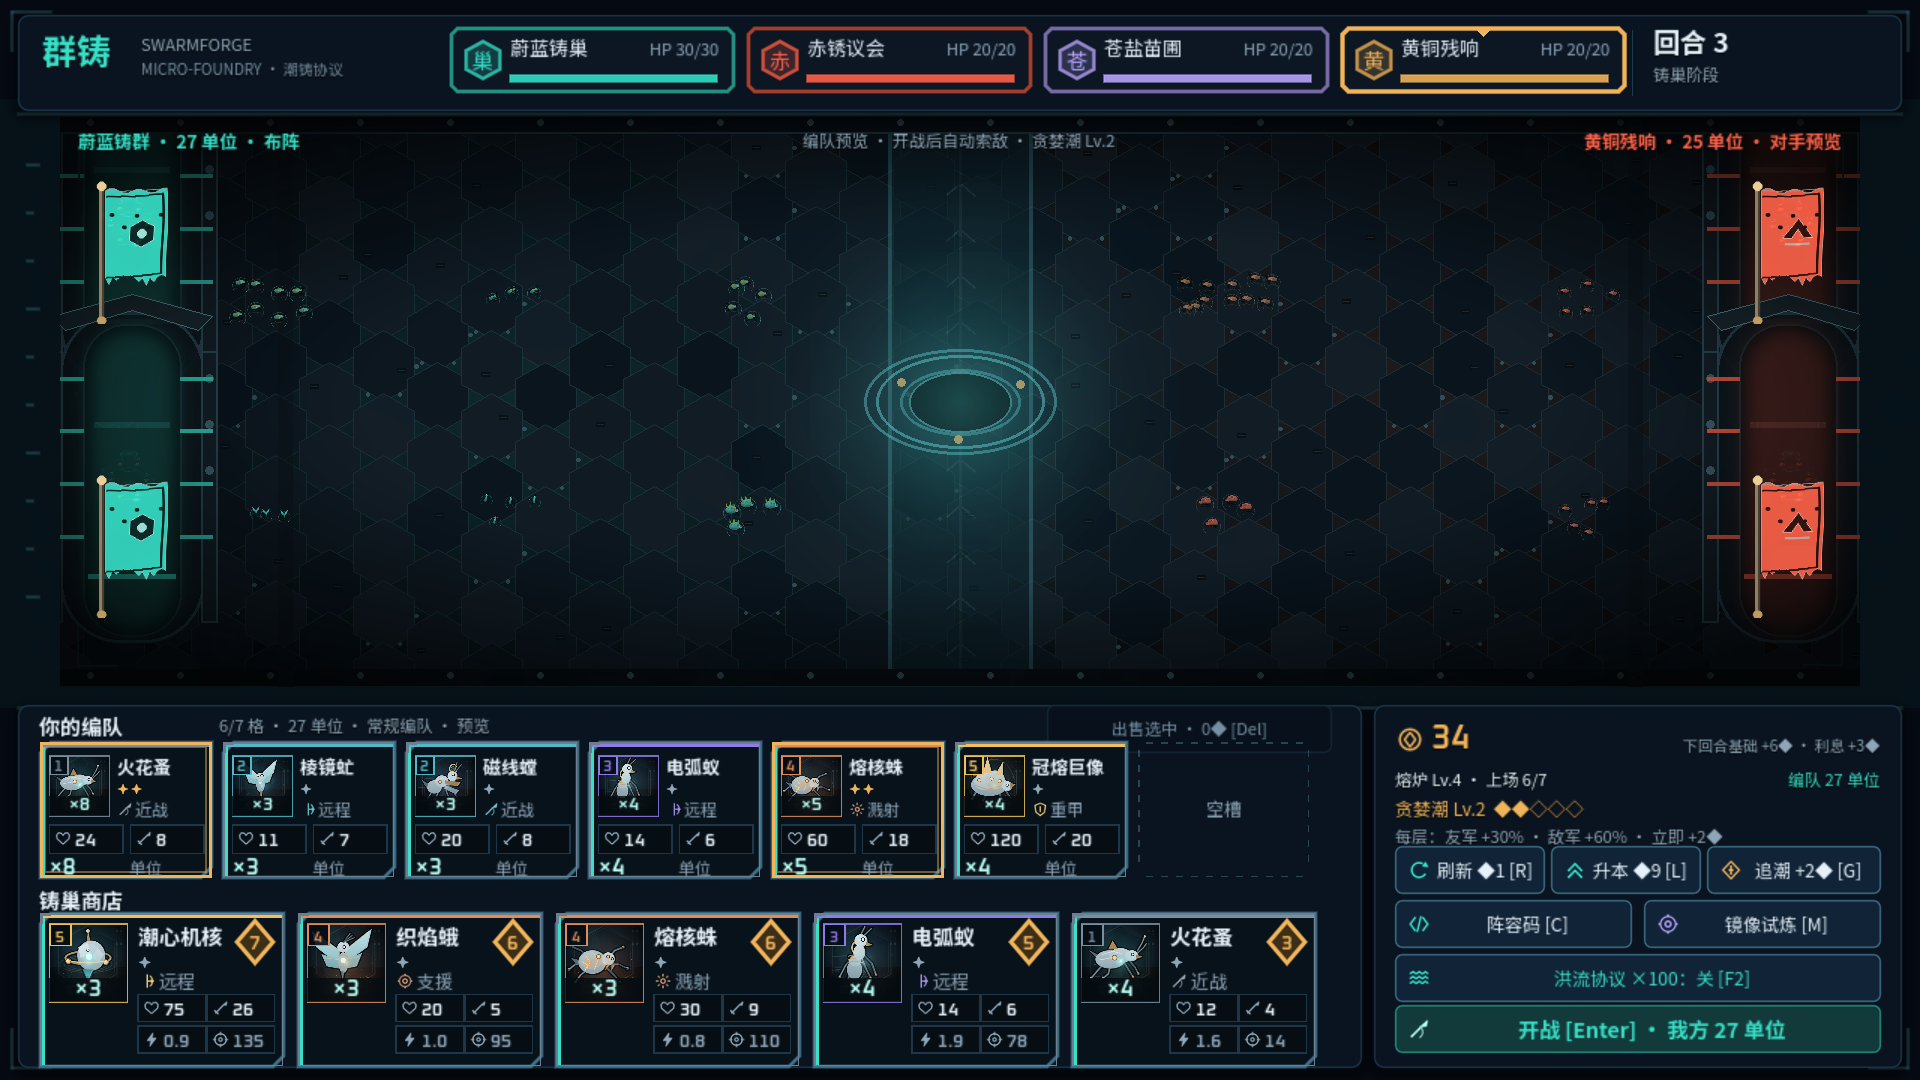 群铸
SWARMFORGE
MICRO-FOUNDRY · 潮铸协议
巢 蔚蓝铸巢 HP 30/30
赤 赤锈议会 HP 20/20
苍 苍盐苗圃 HP 20/20
黄 黄铜残响 HP 20/20
回合 3
铸巢阶段
蔚蓝铸群 · 27 单位 · 布阵
编队预览 · 开战后自动索敌 · 贪婪潮 Lv.2
黄铜残响 · 25 单位 · 对手预览
你的编队
6/7 格 · 27 单位 · 常规编队 · 预览
出售选中 · 0◆ [Del]
1 火花蚤 ×8 近战 24 8 ×8 单位
2 棱镜虻 ×3 远程 11 7 ×3 单位
2 磁线螳 ×3 近战 20 8 ×3 单位
3 电弧蚁 ×4 远程 14 6 ×4 单位
4 熔核蛛 ×5 溅射 60 18 ×5 单位
5 冠熔巨像 ×4 重甲 120 20 ×4 单位
空槽
铸巢商店
5 潮心机核 7 ×3 远程 75 26 0.9 135
4 织焰蛾 6 ×3 支援 20 5 1.0 95
4 熔核蛛 6 ×3 溅射 30 9 0.8 110
3 电弧蚁 5 ×4 远程 14 6 1.9 78
1 火花蚤 3 ×4 近战 12 4 1.6 14
34
下回合基础 +6◆ · 利息 +3◆
熔炉 Lv.4 · 上场 6/7
编队 27 单位
贪婪潮 Lv.2 ◆◆◇◇◇
每层：友军 +30% · 敌军 +60% · 立即 +2◆
刷新 ◆1 [R]
升本 ◆9 [L]
追潮 +2◆ [G]
阵容码 [C]
镜像试炼 [M]
洪流协议 ×100：关 [F2]
开战 [Enter] · 我方 27 单位